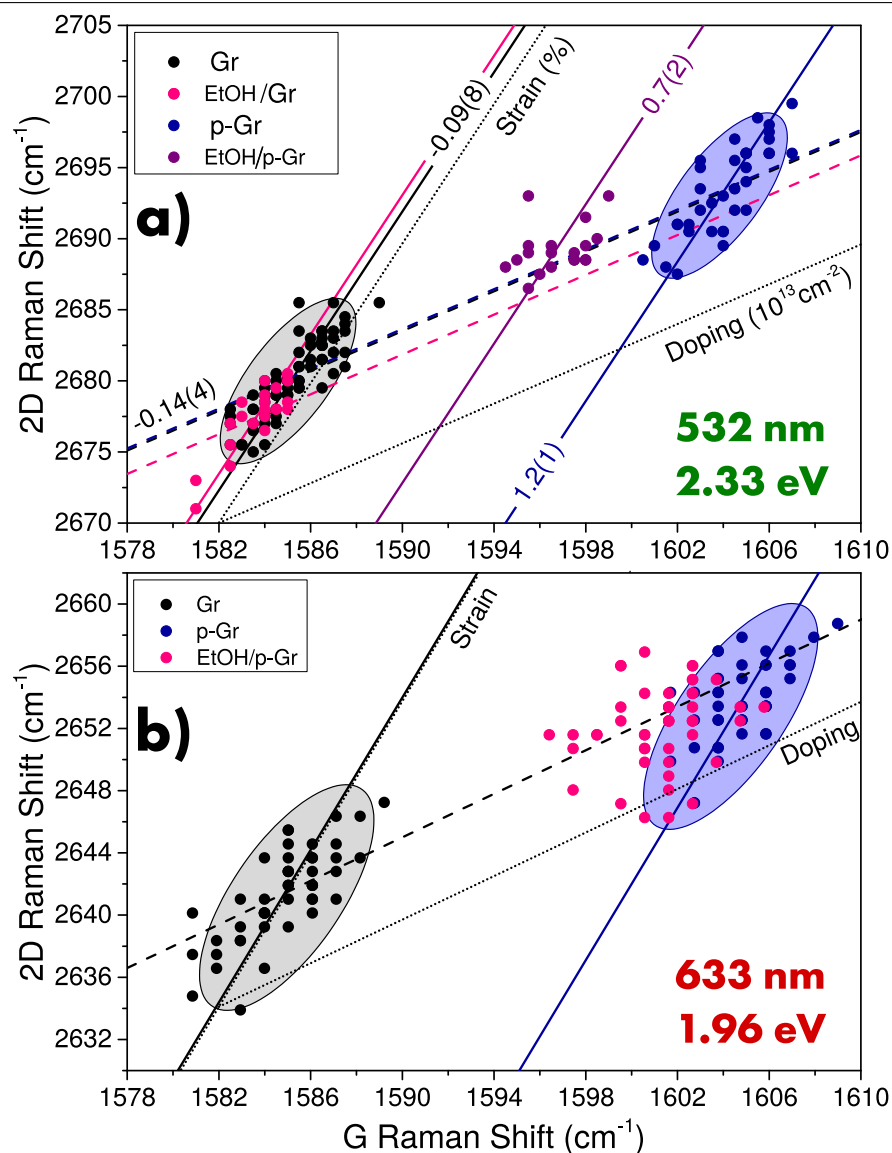 2705
2700
2695
2690
2685
2680
2675
2670
2D Raman Shift (cm⁻¹)
Gr
EtOH/Gr
p-Gr
EtOH/p-Gr
a)
-0.09(8)
Strain (%)
0.7(2)
-0.14(4)
1.2(1)
Doping (10¹³cm⁻²)
532 nm
2.33 eV
1578 1582 1586 1590 1594 1598 1602 1606 1610
2660
2656
2652
2648
2644
2640
2636
2632
2D Raman Shift (cm⁻¹)
Gr
p-Gr
EtOH/p-Gr
b)
Strain
Doping
633 nm
1.96 eV
1578 1582 1586 1590 1594 1598 1602 1606 1610
G Raman Shift (cm⁻¹)